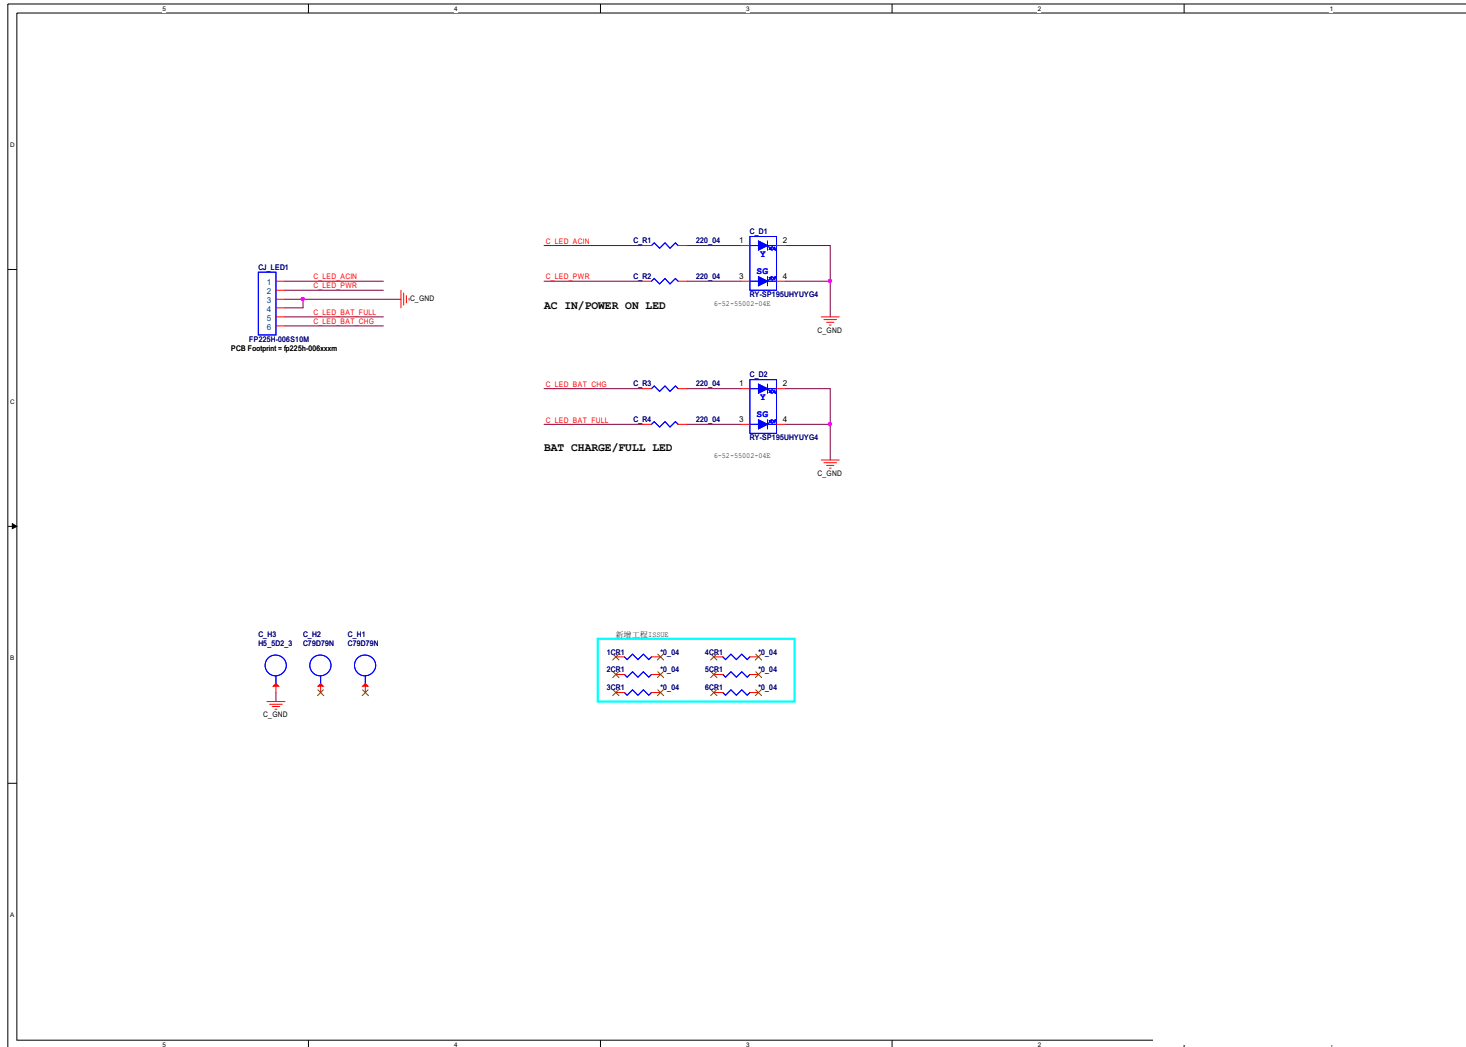 5 4 3 2 1
D
C
B
A
CJ_LED1
1
2
3
4
5
6
C_LED_ACIN
C_LED_PWR
C_GND
C_LED_BAT_FULL
C_LED_BAT_CHG
FP225H-006S10M
PCB Footprint = fp225h-006xxxm
C_LED_ACIN C_R1 220_04 1 C_D1 2
Y
C_LED_PWR C_R2 220_04 3 SG 4
RY-SP195UHYUYG4
AC IN/POWER ON LED
6-52-55002-04E
C_GND
C_LED_BAT_CHG C_R3 220_04 1 C_D2 2
Y
C_LED_BAT_FULL C_R4 220_04 3 SG 4
RY-SP195UHYUYG4
BAT CHARGE/FULL LED
6-52-55002-04E
C_GND
C_H3 C_H2 C_H1
H5_5D2_3 C79D79N C79D79N
C_GND
新增工程ISSUE
1CR1 *0_04 4CR1 *0_04
2CR1 *0_04 5CR1 *0_04
3CR1 *0_04 6CR1 *0_04
5 4 3 2